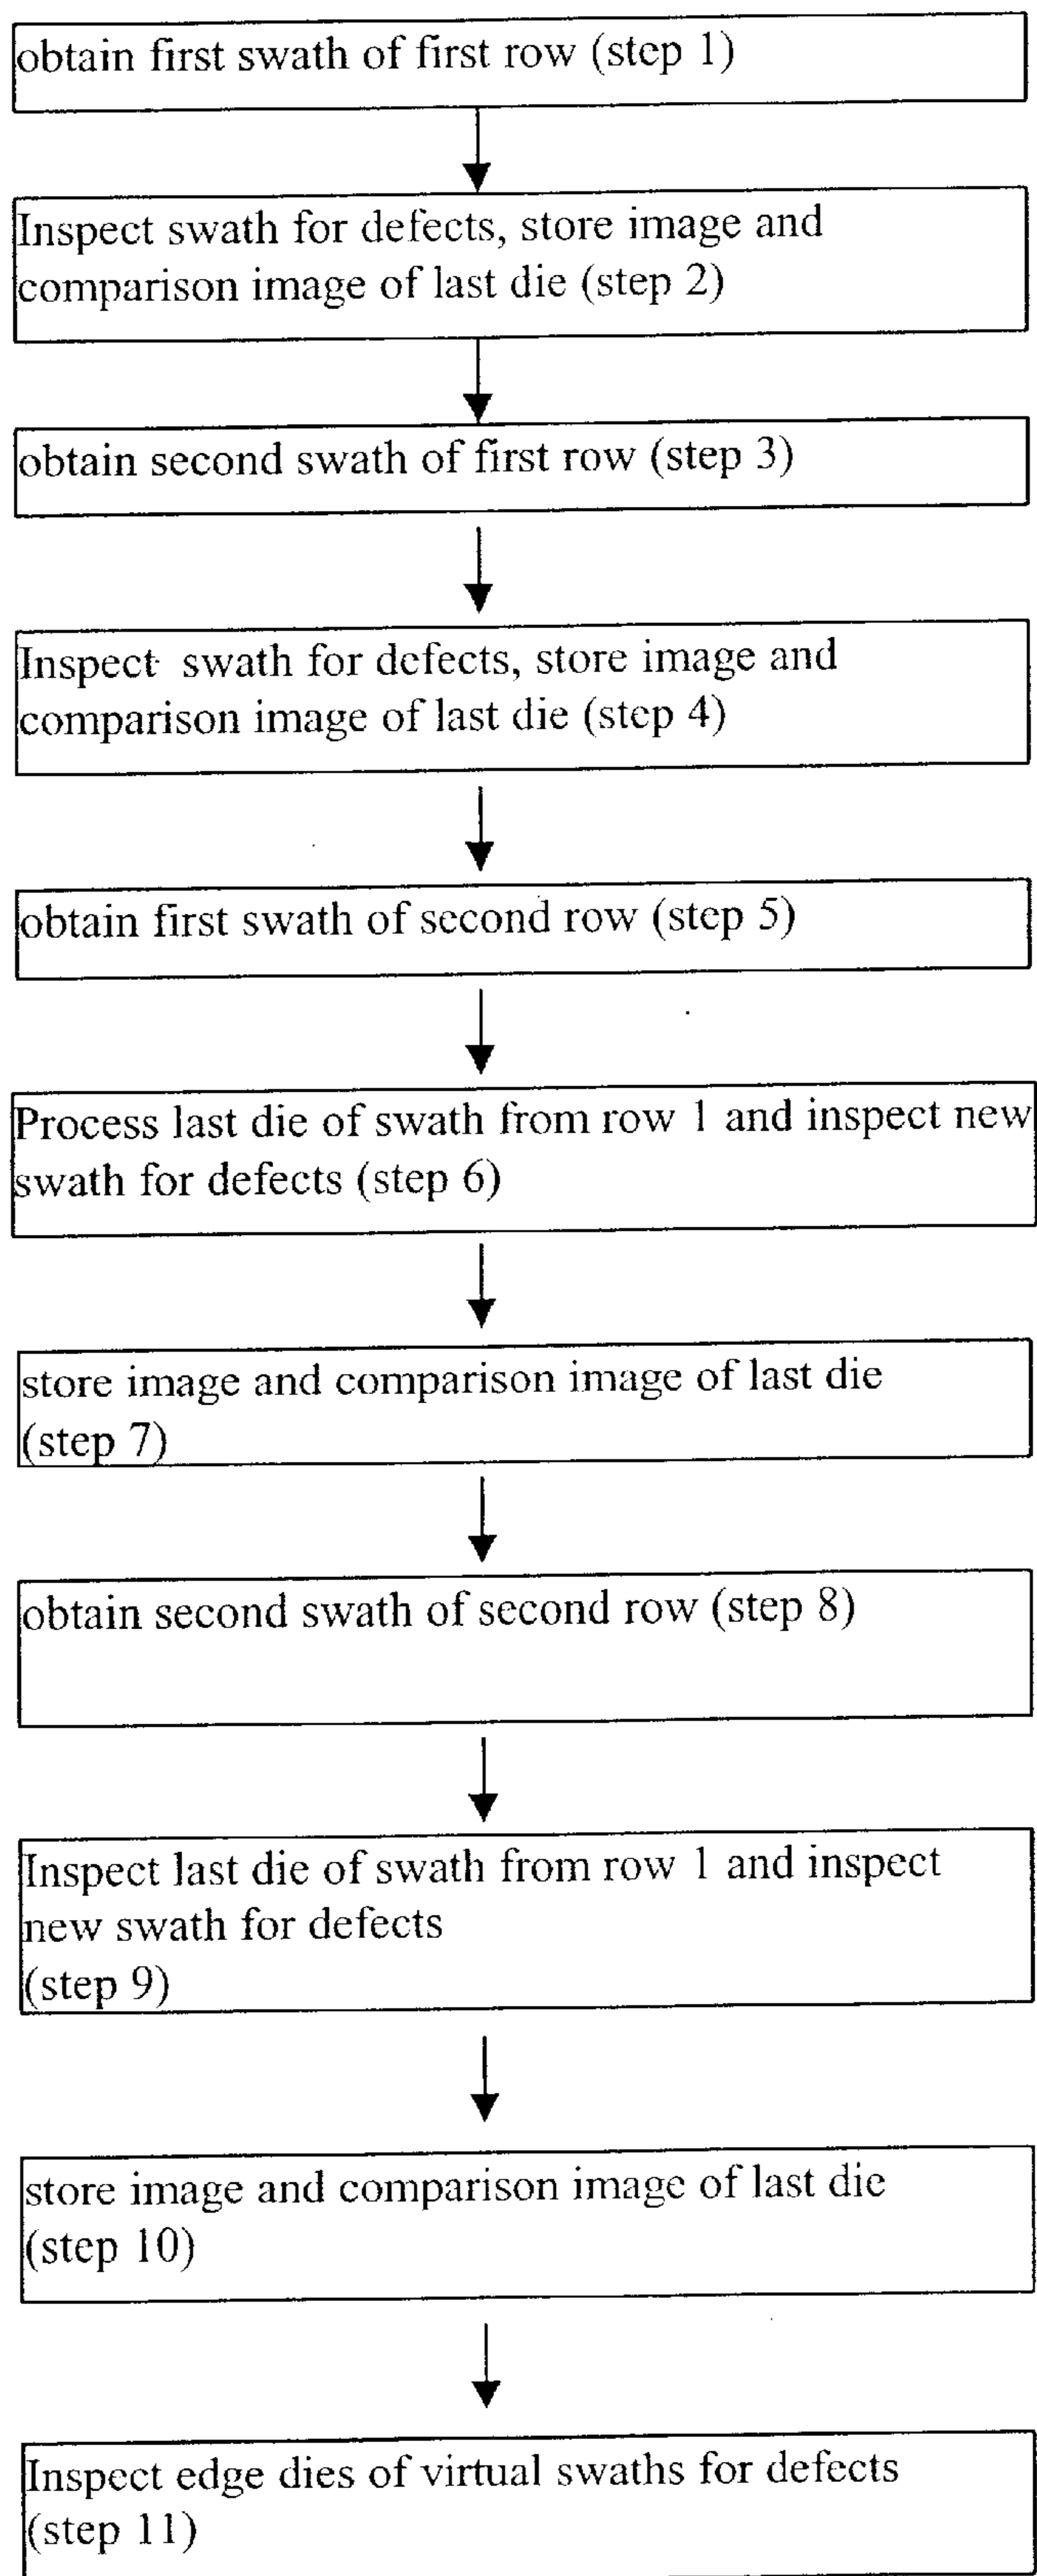 obtain first swath of first row (step 1)
Inspect swath for defects, store image and
comparison image of last die (step 2)
obtain second swath of first row (step 3)
Inspect swath for defects, store image and
comparison image of last die (step 4)
obtain first swath of second row (step 5)
Process last die of swath from row 1 and inspect new
swath for defects (step 6)
store image and comparison image of last die
(step 7)
obtain second swath of second row (step 8)
Inspect last die of swath from row 1 and inspect
new swath for defects
(step 9)
store image and comparison image of last die
(step 10)
Inspect edge dies of virtual swaths for defects
(step 11)